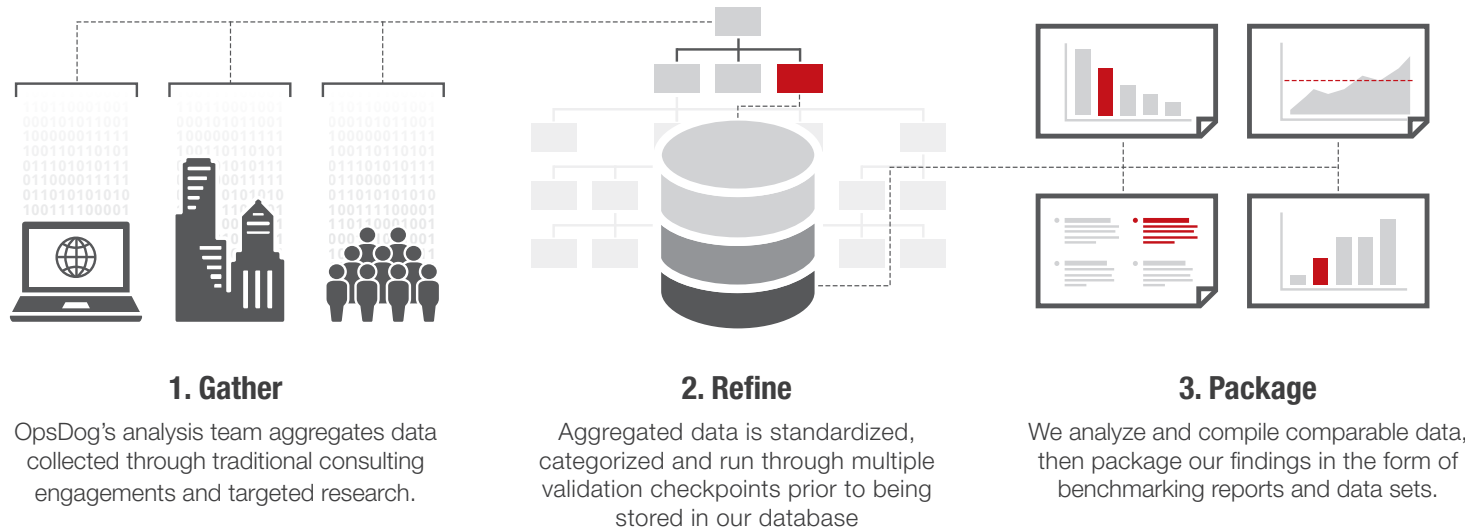 1. Gather
OpsDog’s analysis team aggregates data
collected through traditional consulting
engagements and targeted research.
2. Refine
Aggregated data is standardized,
categorized and run through multiple
validation checkpoints prior to being
stored in our database
3. Package
We analyze and compile comparable data,
then package our findings in the form of
benchmarking reports and data sets.